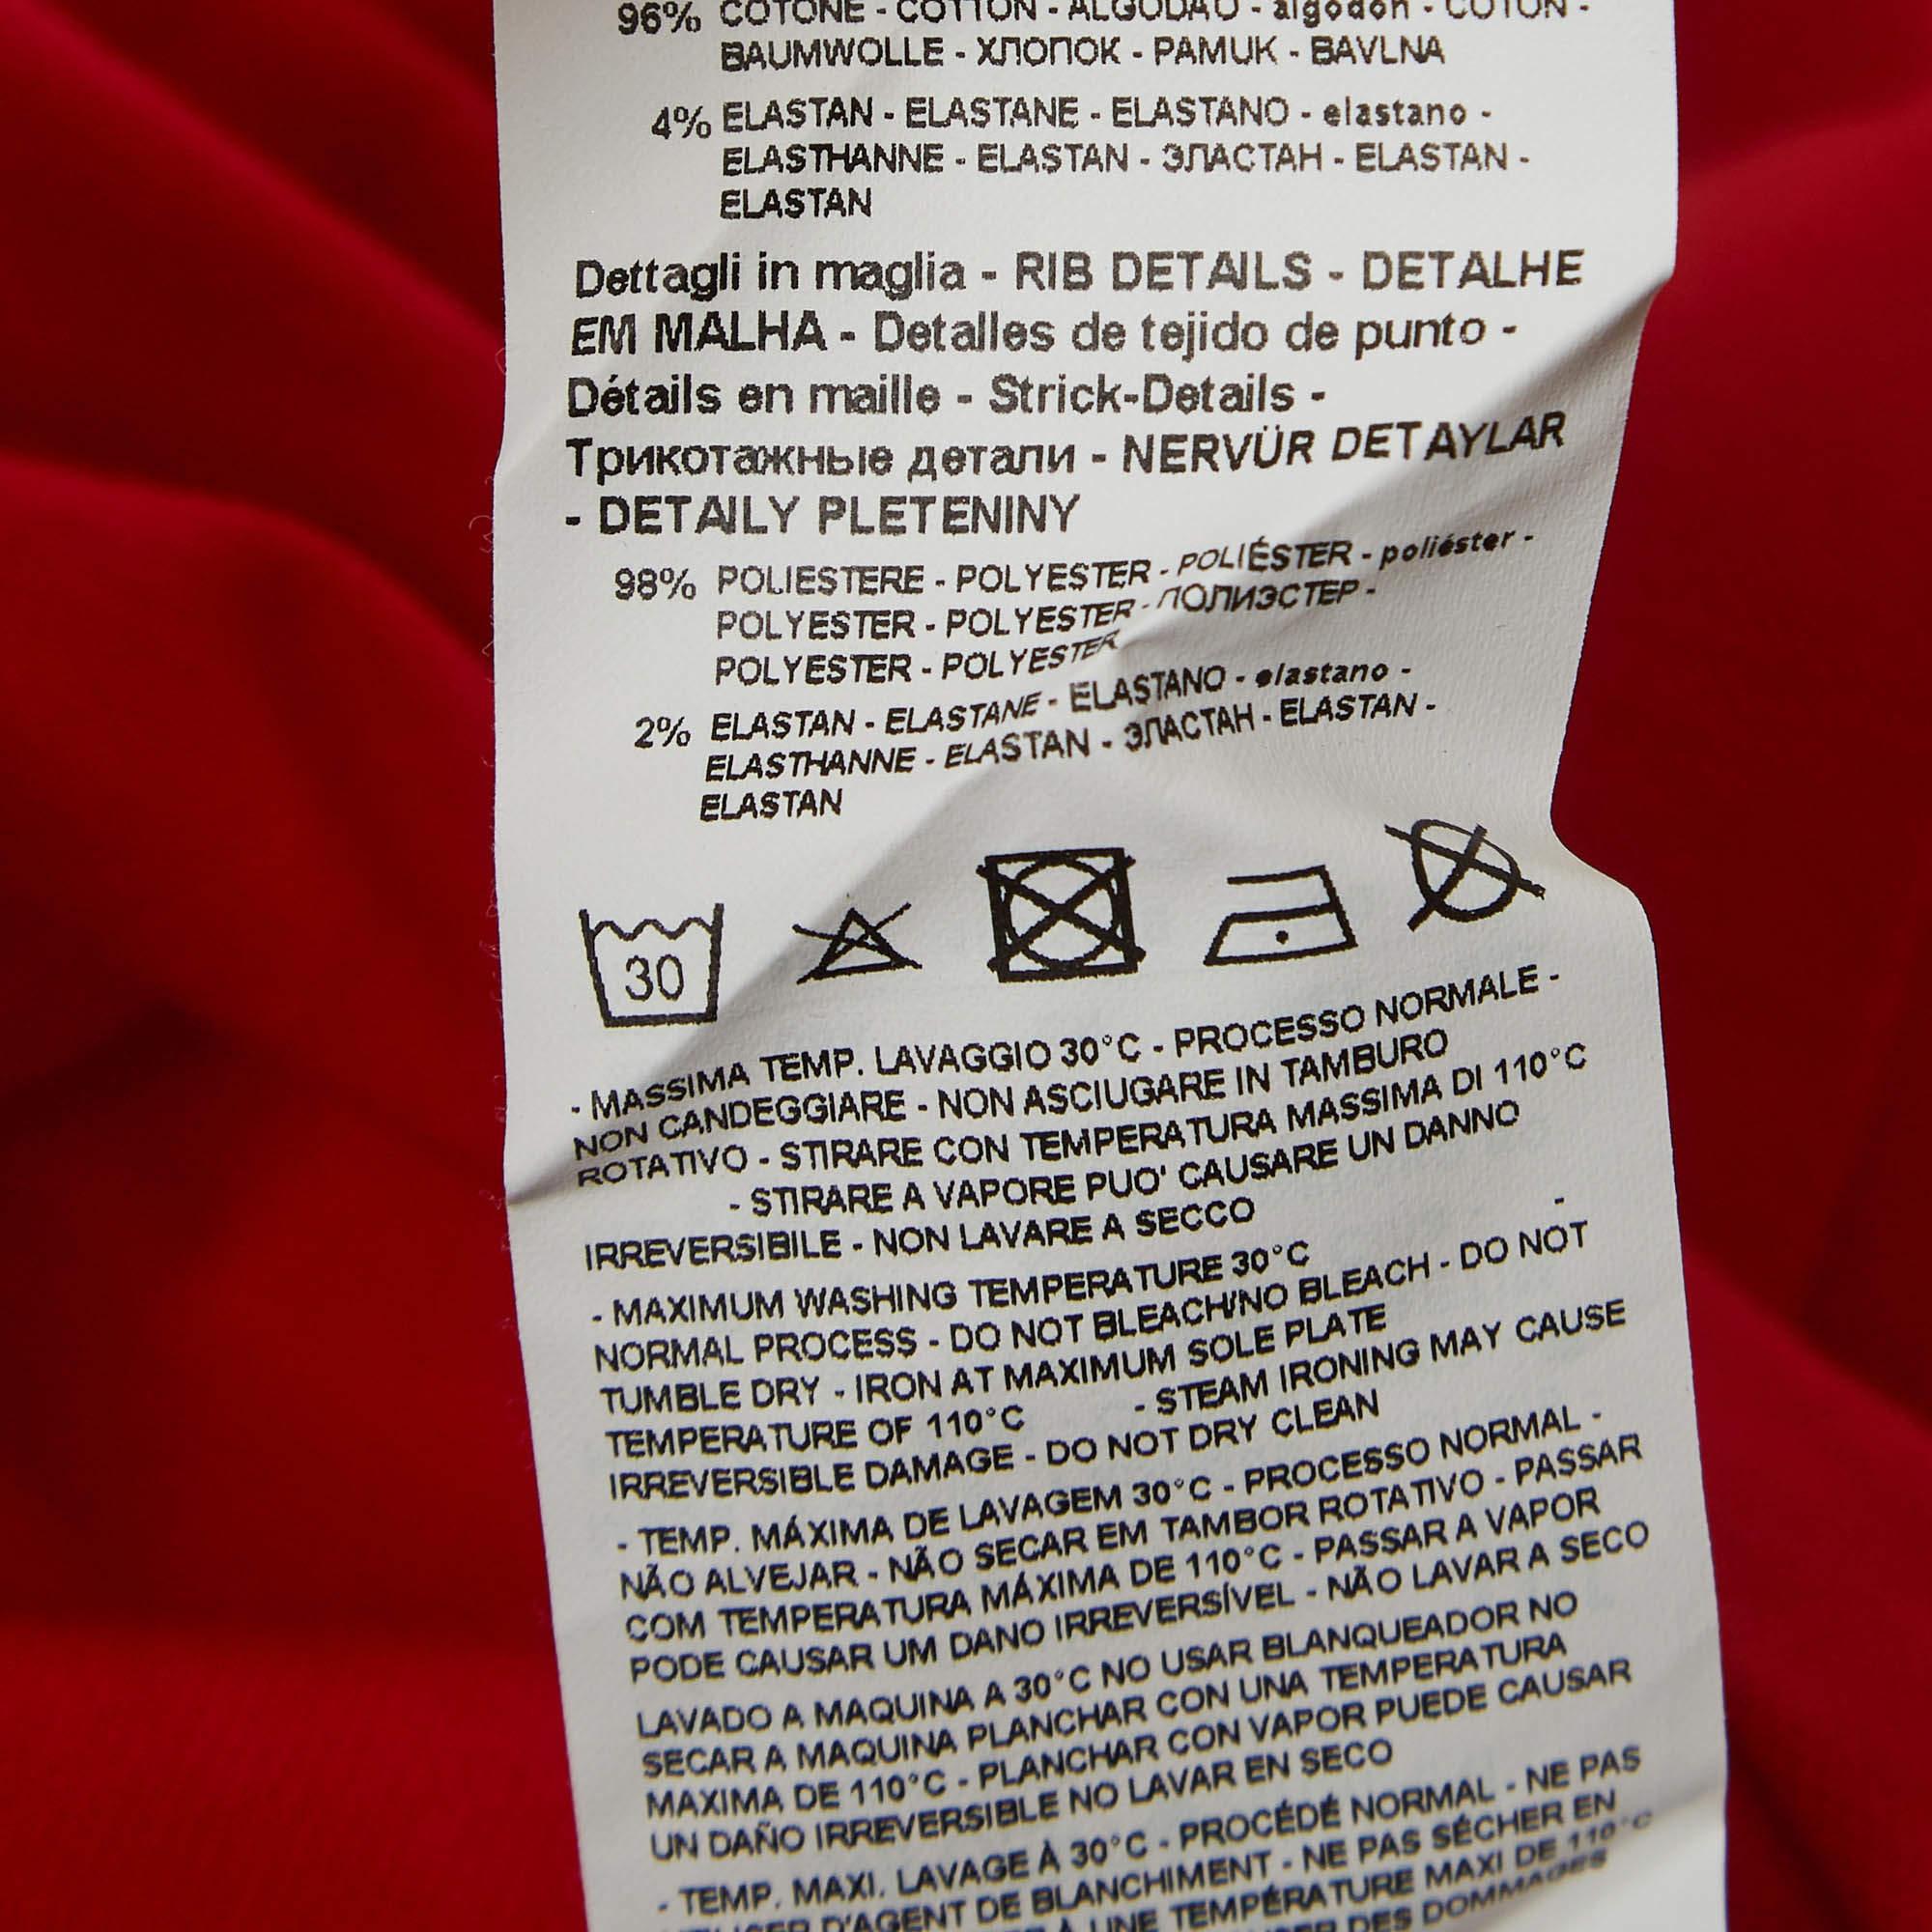 96% COTONE - COTTON - ALGODÃO - algodón - COTON -
BAUMWOLLE - ХЛОПОК - PAMUK - BAVLNA
4% ELASTAN - ELASTANE - ELASTANO - elastano -
ELASTHANNE - ELASTAN - ЭЛАСТАН - ELASTAN -
ELASTAN
Dettagli in maglia - RIB DETAILS - DETALHE
EM MALHA - Detalles de tejido de punto -
Détails en maille - Strick-Details -
Трикотажные детали - NERVÜR DETAYLAR
- DETAILY PLETENINY
98% POLIESTERE - POLYESTER - POLIÉSTER - poliéster -
POLYESTER - POLYESTER - ПОЛИЭСТЕР -
POLYESTER - POLYESTER
2% ELASTAN - ELASTANE - ELASTANO - elastano -
ELASTHANNE - ELASTAN - ЭЛАСТАН - ELASTAN -
ELASTAN
30
- MASSIMA TEMP. LAVAGGIO 30°C - PROCESSO NORMALE -
NON CANDEGGIARE - NON ASCIUGARE IN TAMBURO
ROTATIVO - STIRARE CON TEMPERATURA MASSIMA DI 110°C
- STIRARE A VAPORE PUO' CAUSARE UN DANNO
IRREVERSIBILE - NON LAVARE A SECCO
- MAXIMUM WASHING TEMPERATURE 30°C -
NORMAL PROCESS - DO NOT BLEACH/NO BLEACH - DO NOT
TUMBLE DRY - IRON AT MAXIMUM SOLE PLATE
TEMPERATURE OF 110°C - STEAM IRONING MAY CAUSE
IRREVERSIBLE DAMAGE - DO NOT DRY CLEAN
- TEMP. MÁXIMA DE LAVAGEM 30°C - PROCESSO NORMAL -
NÃO ALVEJAR - NÃO SECAR EM TAMBOR ROTATIVO - PASSAR
COM TEMPERATURA MÁXIMA DE 110°C - PASSAR A VAPOR
PODE CAUSAR UM DANO IRREVERSÍVEL - NÃO LAVAR A SECO
LAVADO A MAQUINA A 30°C NO USAR BLANQUEADOR NO
SECAR A MAQUINA PLANCHAR CON UNA TEMPERATURA
MAXIMA DE 110°C - PLANCHAR CON VAPOR PUEDE CAUSAR
UN DAÑO IRREVERSIBLE NO LAVAR EN SECO
- TEMP. MAXI. LAVAGE À 30°C - PROCÉDÉ NORMAL - NE PAS
D'AGENT DE BLANCHIMENT - NE PAS SÉCHER EN
À UNE TEMPÉRATURE MAXI DE 110°C
DES DOMMAGES